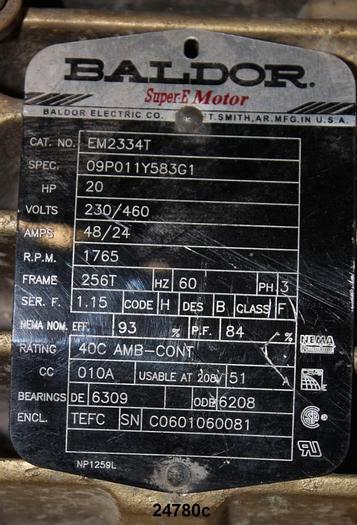 BALDOR.
Super-E Motor
BALDOR ELECTRIC CO. FT.SMITH,AR.MFG.IN U.S.A.
CAT. NO. EM2334T
SPEC. 09P011Y583G1
HP 20
VOLTS 230/460
AMPS 48/24
R.P.M. 1765
FRAME 256T HZ 60 PH 3
SER. F. 1.15 CODE H DES B CLASS F
NEMA NOM. EFF. 93 % P.F. 84 %
RATING 40C AMB-CONT
CC 010A USABLE AT 208V 51 A
BEARINGS DE 6309 ODE 6208
ENCL. TEFC SN C0601060081
NP1259L
NEMA
24780c